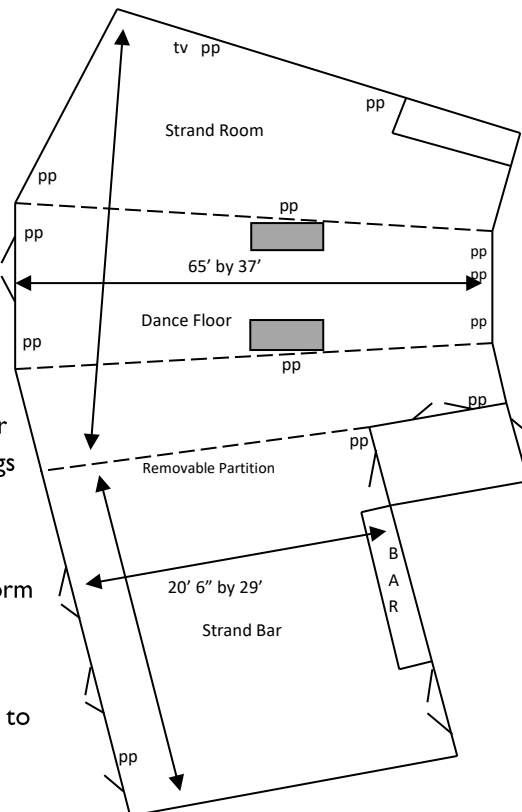 tv pp
pp
Strand Room
pp
pp
pp
pp
65’ by 37’
pp
Dance Floor
pp
pp
pp
pp
r
pp
gs
Removable Partition
B
A
R
orm
20’ 6” by 29’
Strand Bar
to
pp